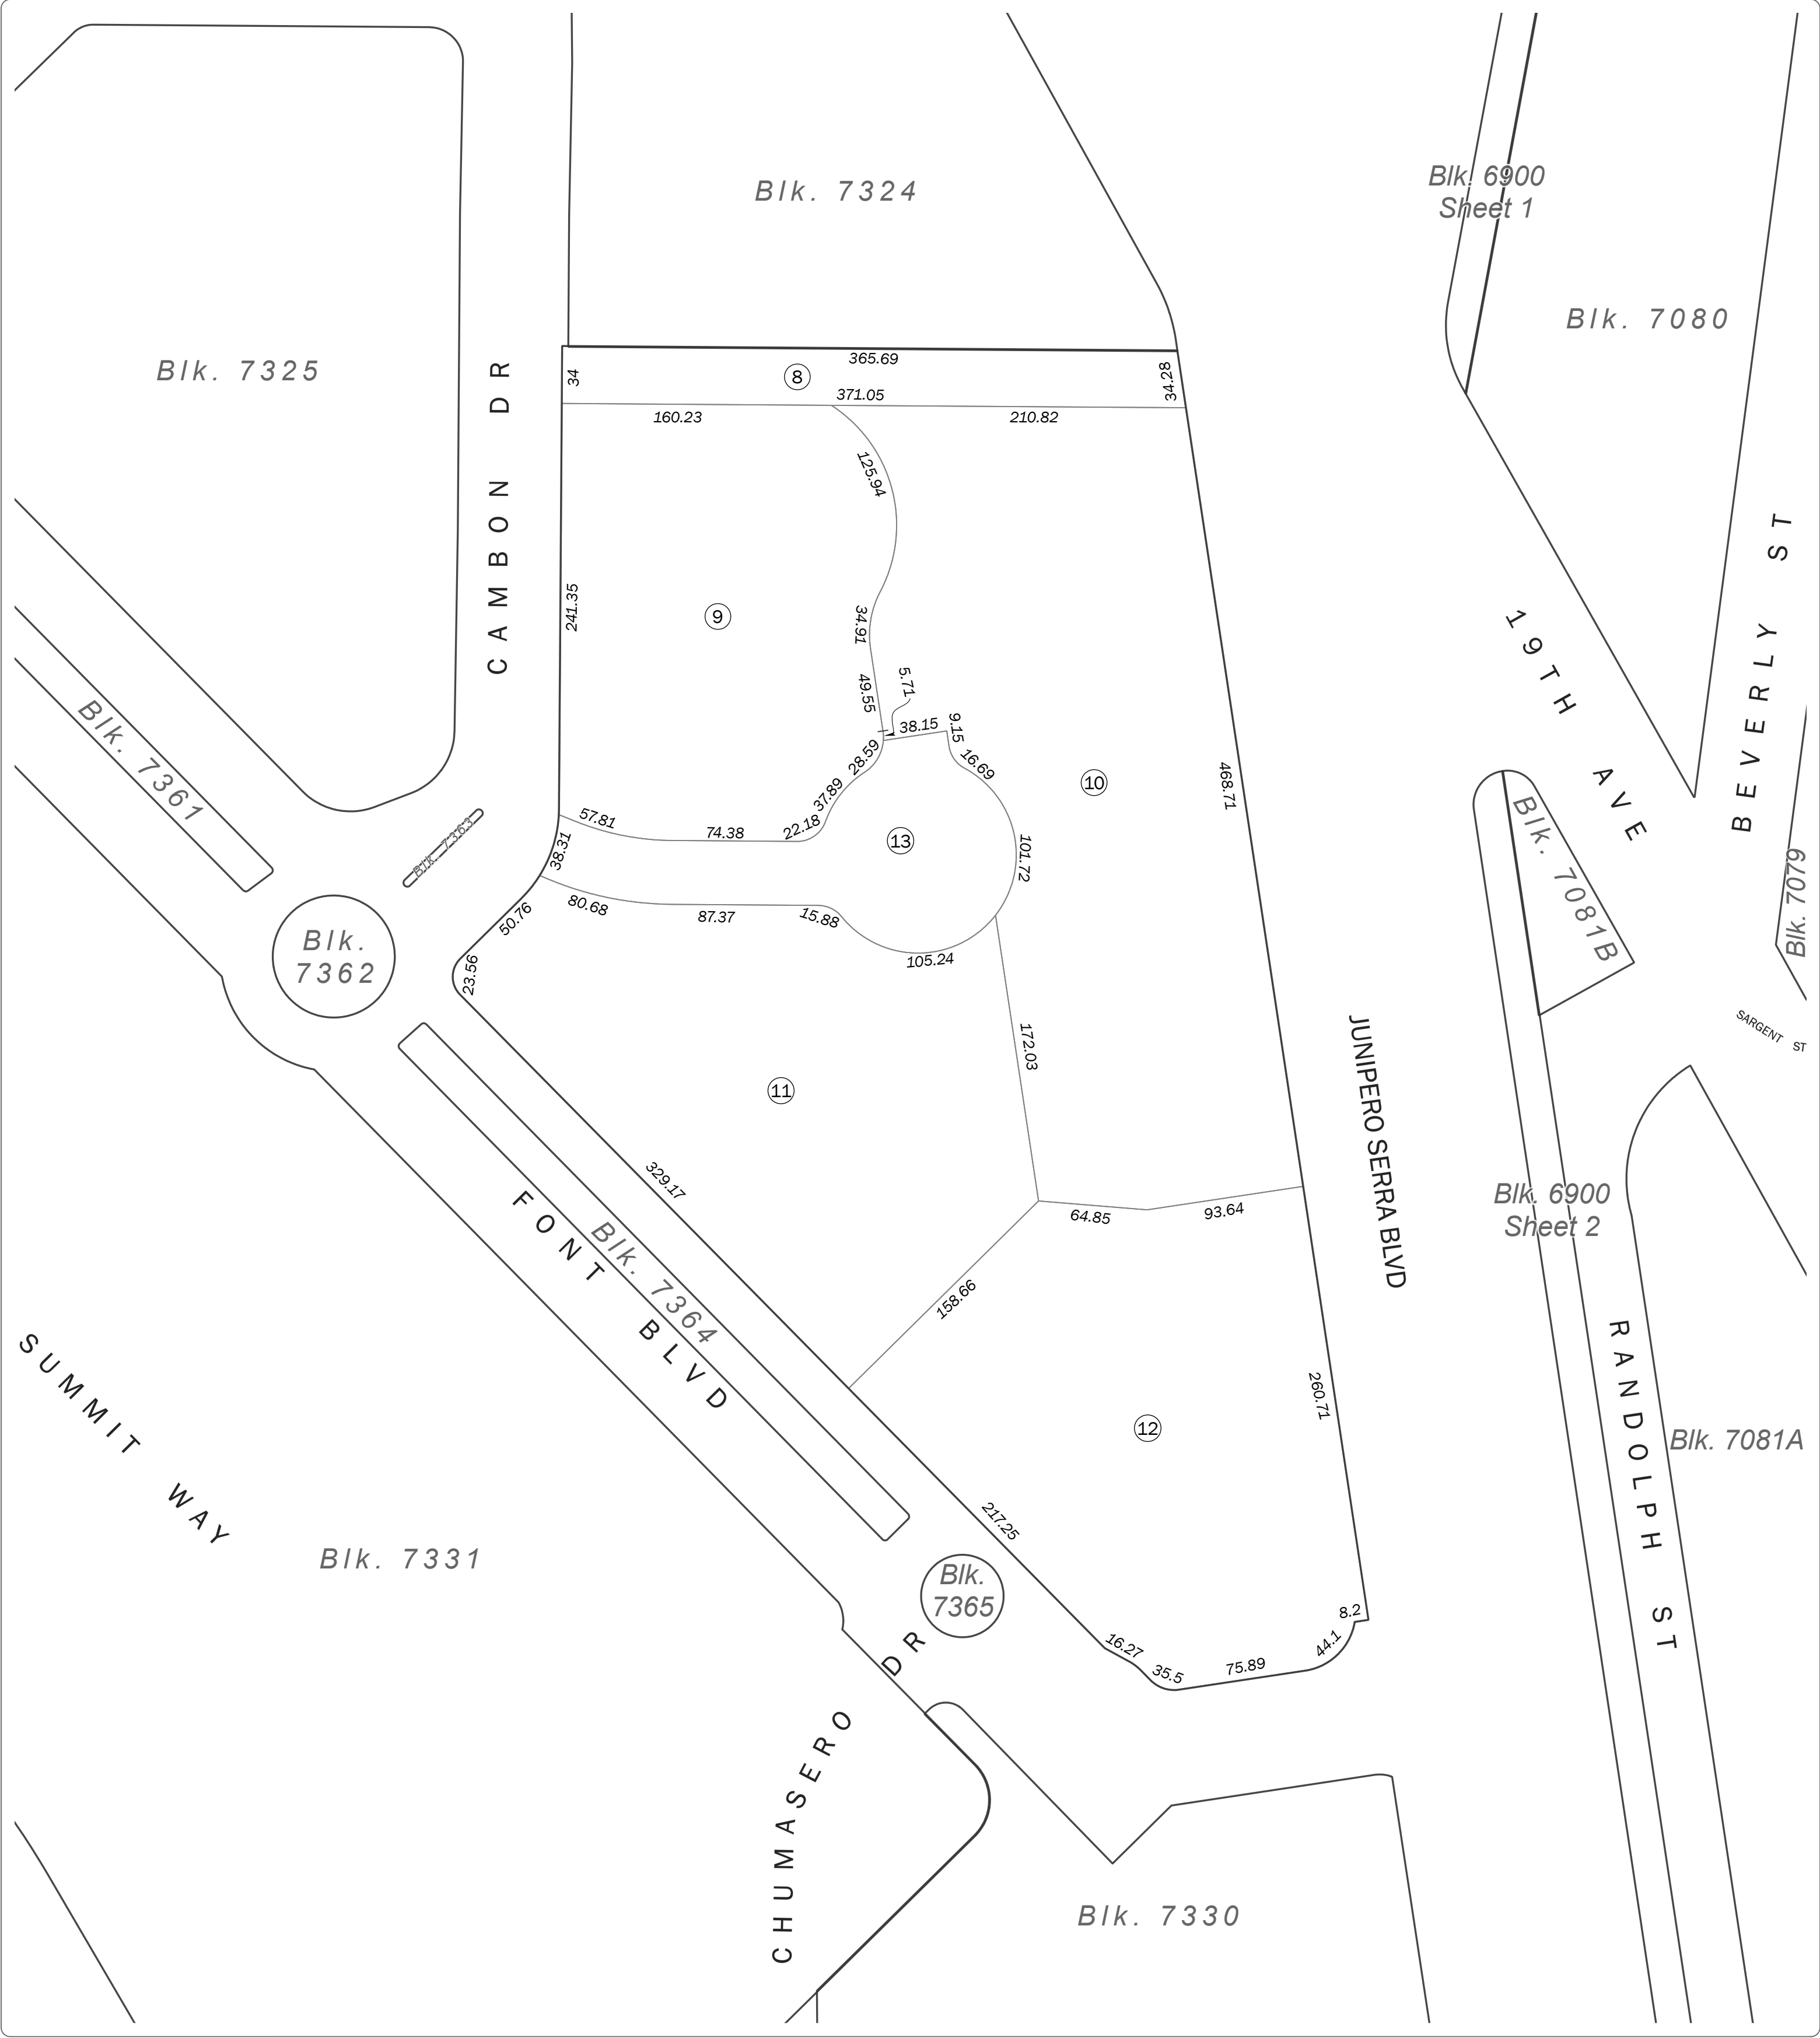 Blk. 7324
Blk. 6900
Sheet 1
Blk. 7080
Blk. 7325
CAMBON DR
365.69
34
8
34.28
371.05
160.23
210.82
125.94
241.35
9
34.91
49.55
5.71
38.15
9.15
28.59
16.69
10
468.71
19TH AVE
BEVERLY ST
Blk. 7361
Blk. 7363
57.81
74.38
22.18
37.89
13
101.72
38.31
80.68
87.37
15.88
105.24
50.76
23.56
Blk.
7362
Blk. 7081B
Blk. 7079
SARGENT ST
172.03
11
JUNIPERO SERRA BLVD
329.17
64.85
93.64
Blk. 6900
Sheet 2
FONT BLVD
Blk. 7364
158.66
SUMMIT WAY
260.71
12
RANDOLPH ST
Blk. 7081A
217.25
Blk. 7331
Blk.
7365
8.2
44.1
16.27
35.5
75.89
CHUMASERO DR
Blk. 7330